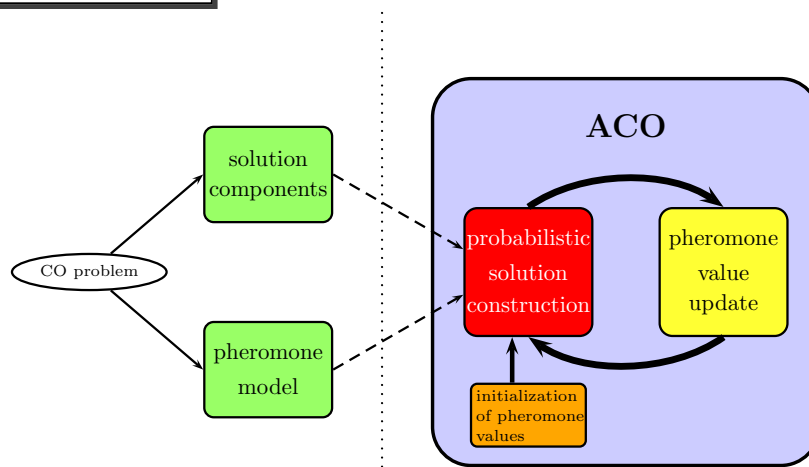 ACO
solution
components
CO problem
pheromone
model
probabilistic
solution
construction
pheromone
value
update
initialization
of pheromone
values